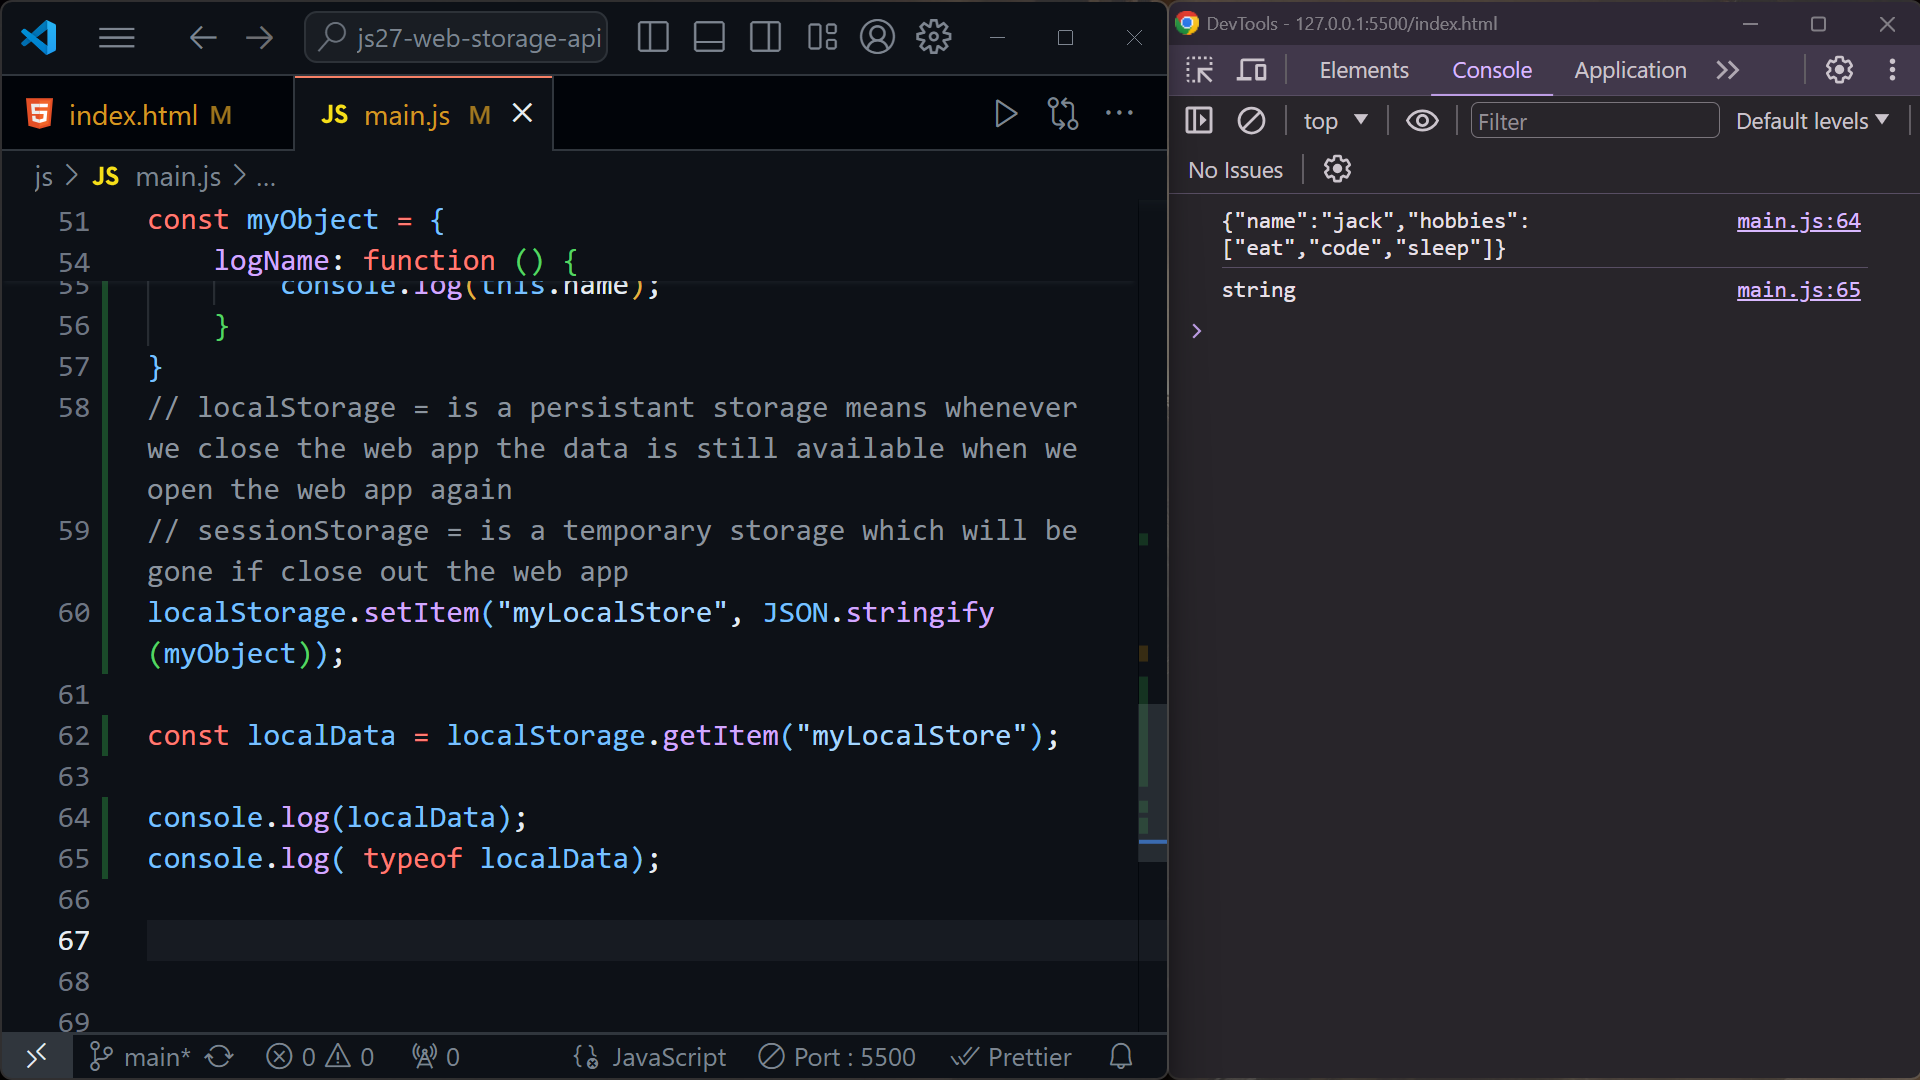 js27-web-storage-api
index.html M
JS main.js M
js > JS main.js > ...
51 const myObject = {
54 logName: function () {
55 console.log(this.name);
56 }
57 }
58 // localStorage = is a persistant storage means whenever
we close the web app the data is still available when we
open the web app again
59 // sessionStorage = is a temporary storage which will be
gone if close out the web app
60 localStorage.setItem("myLocalStore", JSON.stringify
(myObject));
61
62 const localData = localStorage.getItem("myLocalStore");
63
64 console.log(localData);
65 console.log( typeof localData);
66
67
68
69
main* 0 0 0 JavaScript Port : 5500 Prettier
DevTools - 127.0.0.1:5500/index.html
Elements Console Application
top Filter Default levels
No Issues
{"name":"jack","hobbies": main.js:64
["eat","code","sleep"]}
string main.js:65